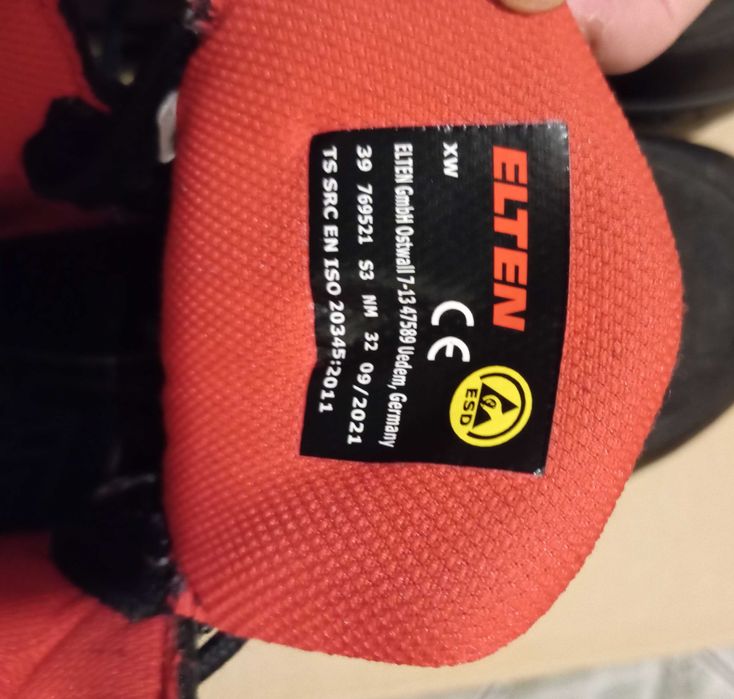 ELTEN
ESD
XW
CE
ELTEN GmbH Ostwall 7-13 47589 Uedem, Germany
39 769521 S3 NM 32 09/2021
TS SRC EN ISO 20345:2011